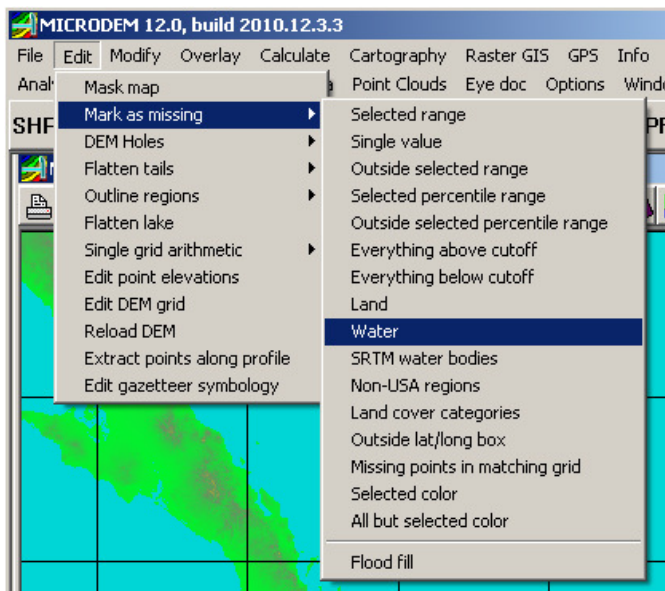 MICRODEM 12.0, build 2010.12.3.3
File Edit Modify Overlay Calculate Cartography Raster GIS GPS Info
Point Clouds Eye doc Options
Mask map
Mark as missing
DEM Holes
Flatten tails
Outline regions
Flatten lake
Single grid arithmetic
Edit point elevations
Edit DEM grid
Reload DEM
Extract points along profile
Edit gazetteer symbology
Selected range
Single value
Outside selected range
Selected percentile range
Outside selected percentile range
Everything above cutoff
Everything below cutoff
Land
Water
SRTM water bodies
Non-USA regions
Land cover categories
Outside lat/long box
Missing points in matching grid
Selected color
All but selected color
Flood fill